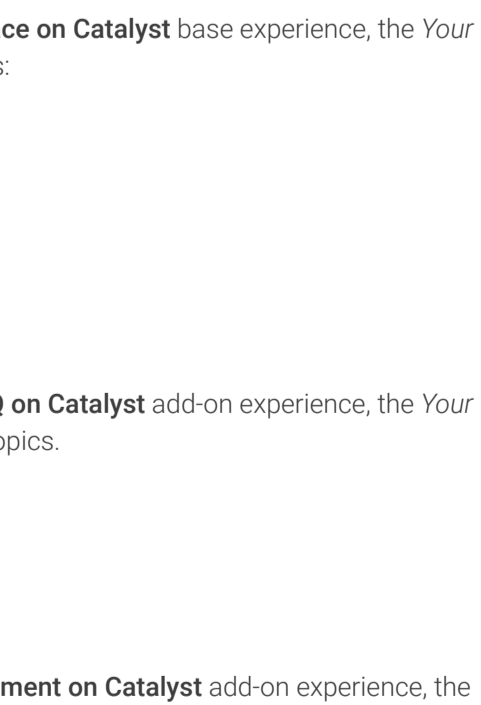 ce on Catalyst base experience, the Your
s:
Q on Catalyst add-on experience, the Your
opics.
ment on Catalyst add-on experience, the